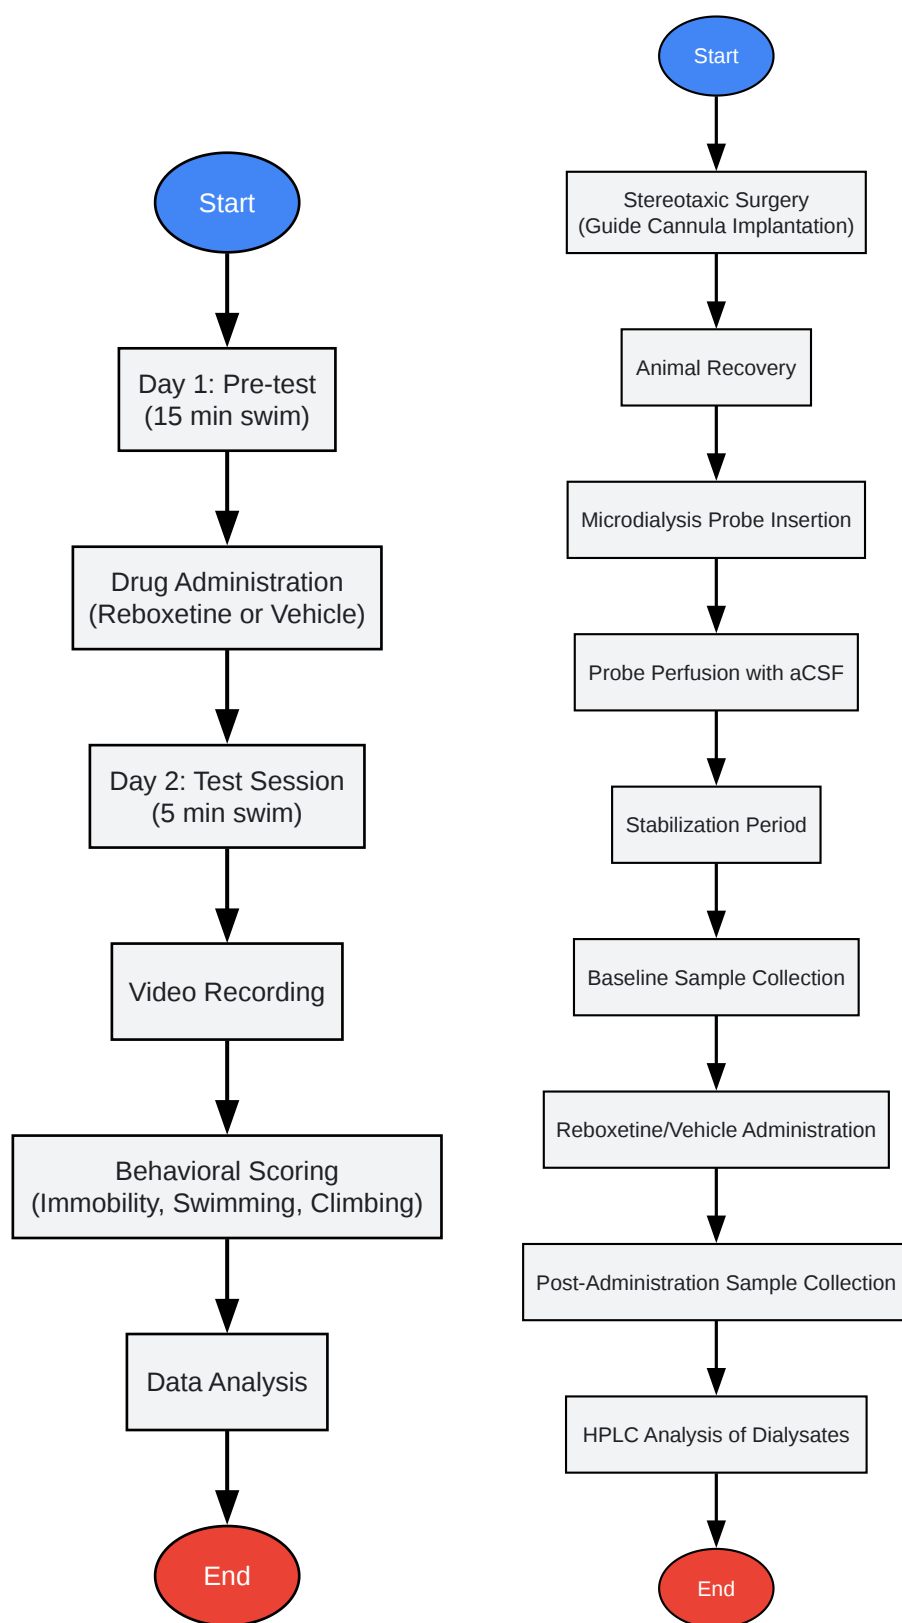 Start
Day 1: Pre-test
(15 min swim)
Drug Administration
(Reboxetine or Vehicle)
Day 2: Test Session
(5 min swim)
Video Recording
Behavioral Scoring
(Immobility, Swimming, Climbing)
Data Analysis
End
Start
Stereotaxic Surgery
(Guide Cannula Implantation)
Animal Recovery
Microdialysis Probe Insertion
Probe Perfusion with aCSF
Stabilization Period
Baseline Sample Collection
Reboxetine/Vehicle Administration
Post-Administration Sample Collection
HPLC Analysis of Dialysates
End